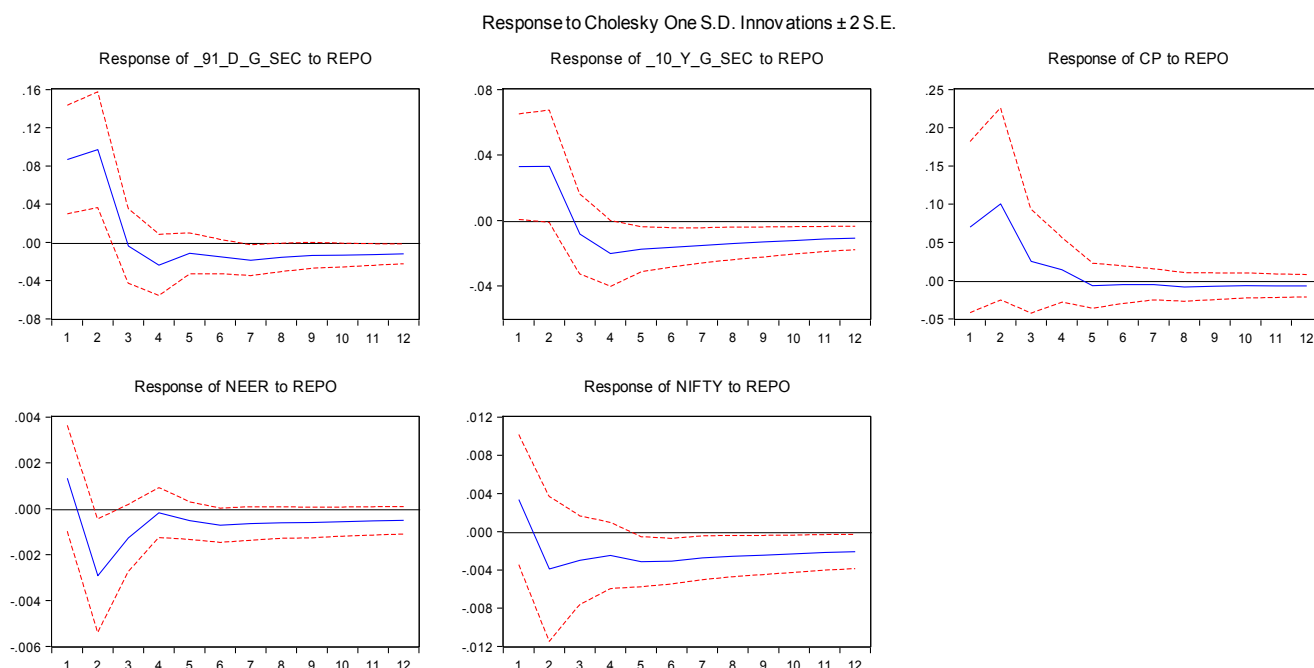 Response to Cholesky One S.D. Innovations ± 2 S.E.
Response of _91_D_G_SEC to REPO
.16
.12
.08
.04
.00
-.04
-.08
1 2 3 4 5 6 7 8 9 10 11 12
Response of _10_Y_G_SEC to REPO
.08
.04
.00
-.04
1 2 3 4 5 6 7 8 9 10 11 12
Response of CP to REPO
.25
.20
.15
.10
.05
.00
-.05
1 2 3 4 5 6 7 8 9 10 11 12
Response of NEER to REPO
.004
.002
.000
-.002
-.004
-.006
1 2 3 4 5 6 7 8 9 10 11 12
Response of NIFTY to REPO
.012
.008
.004
.000
-.004
-.008
-.012
1 2 3 4 5 6 7 8 9 10 11 12